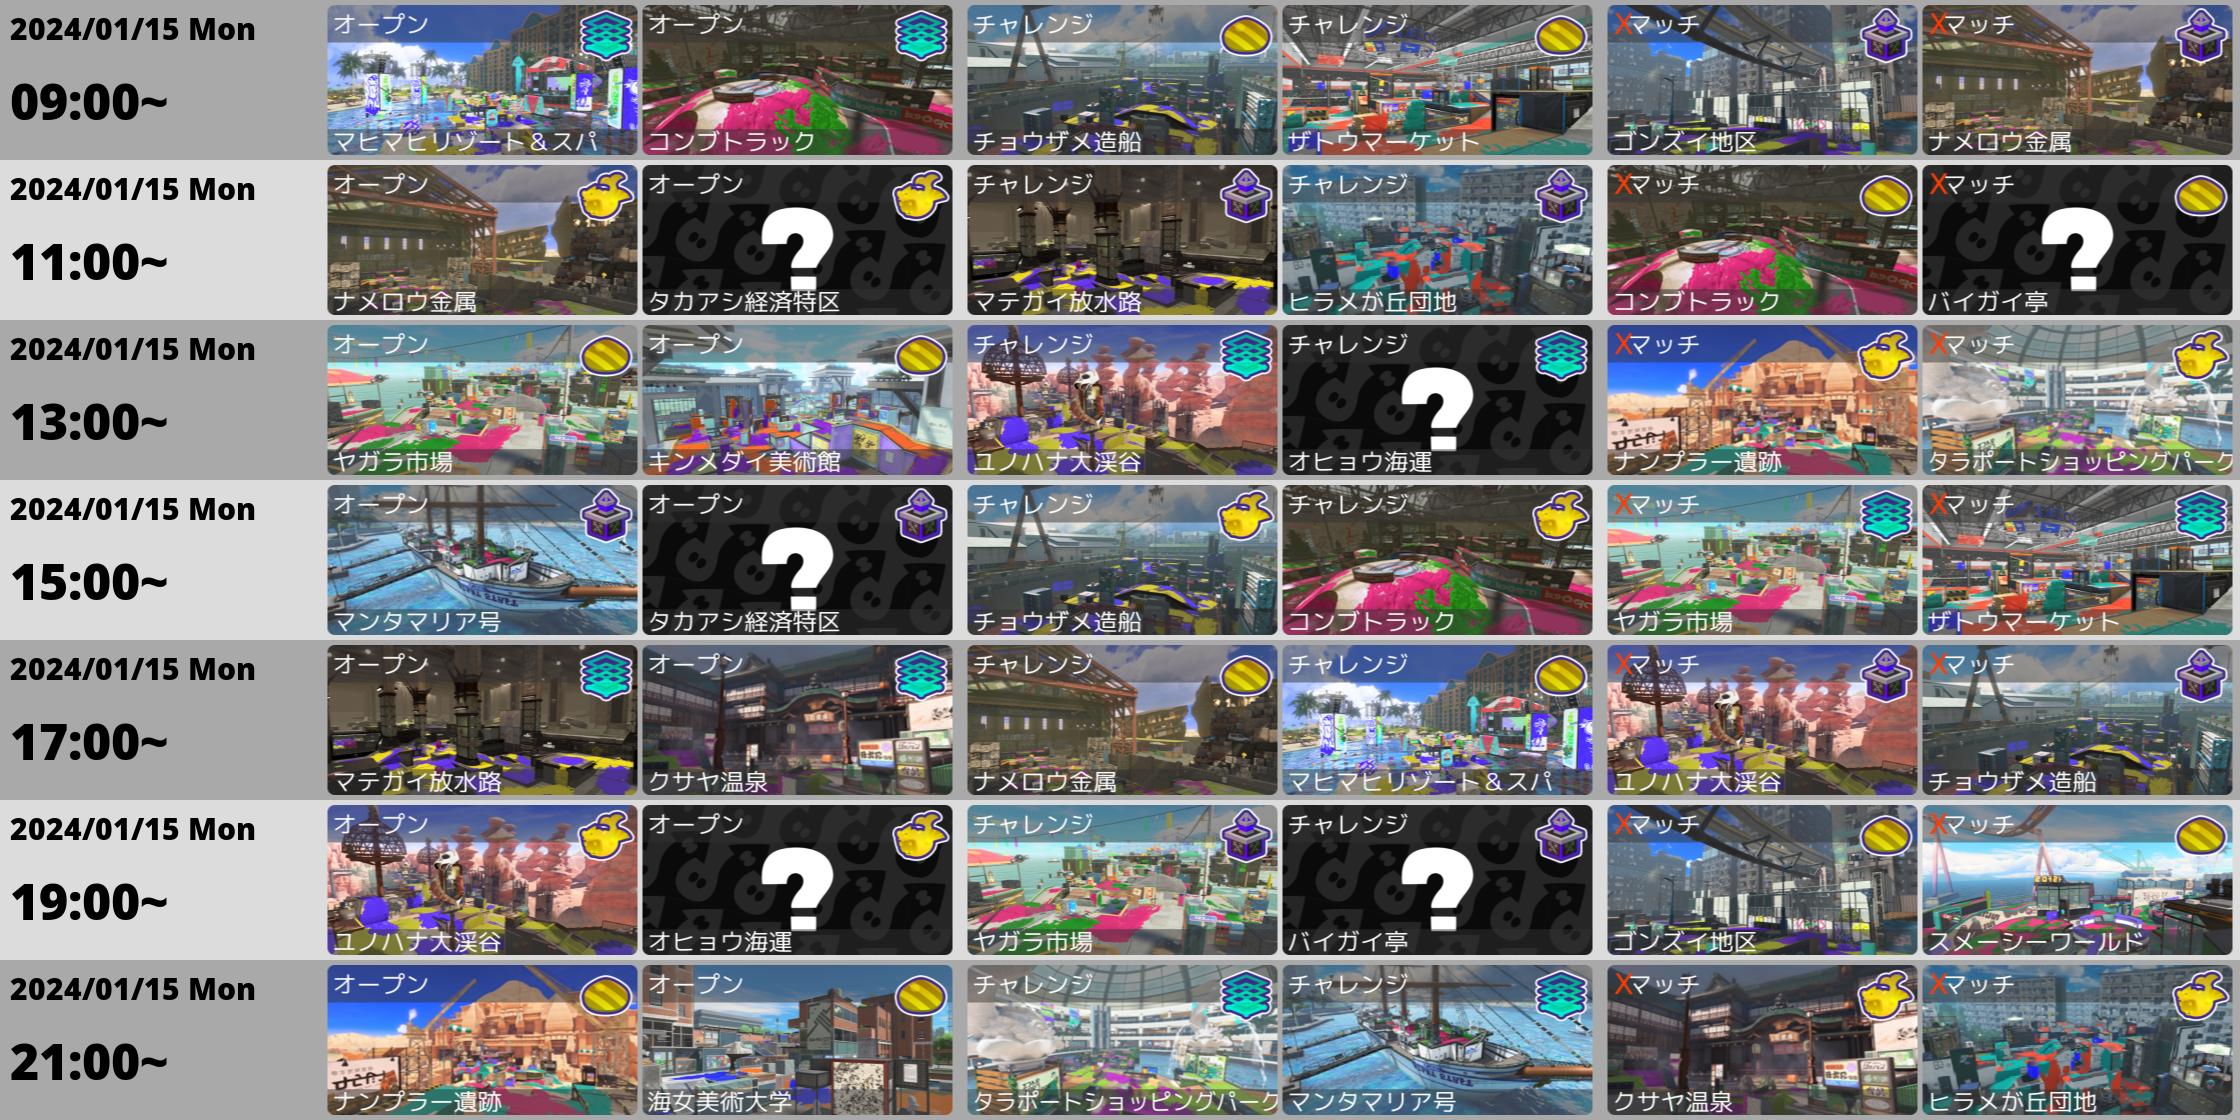 2024/01/15 Mon
09:00~
オープン
マヒマヒリゾート＆スパ
オープン
コンブトラック
チャレンジ
チョウザメ造船
チャレンジ
ザトウマーケット
Xマッチ
ゴンズイ地区
Xマッチ
ナメロウ金属
2024/01/15 Mon
11:00~
オープン
ナメロウ金属
オープン
?
タカアシ経済特区
チャレンジ
マテガイ放水路
チャレンジ
ヒラメが丘団地
Xマッチ
コンブトラック
Xマッチ
?
バイガイ亭
2024/01/15 Mon
13:00~
オープン
ヤガラ市場
オープン
キンメダイ美術館
チャレンジ
ユノハナ大渓谷
チャレンジ
?
オヒョウ海運
Xマッチ
ナンプラー遺跡
Xマッチ
タラポートショッピングパーク
2024/01/15 Mon
15:00~
オープン
マンタマリア号
オープン
?
タカアシ経済特区
チャレンジ
チョウザメ造船
チャレンジ
コンブトラック
Xマッチ
ヤガラ市場
Xマッチ
ザトウマーケット
2024/01/15 Mon
17:00~
オープン
マテガイ放水路
オープン
クサヤ温泉
チャレンジ
ナメロウ金属
チャレンジ
マヒマヒリゾート＆スパ
Xマッチ
ユノハナ大渓谷
Xマッチ
チョウザメ造船
2024/01/15 Mon
19:00~
オープン
ユノハナ大渓谷
オープン
?
オヒョウ海運
チャレンジ
ヤガラ市場
チャレンジ
?
バイガイ亭
Xマッチ
ゴンズイ地区
Xマッチ
スメーシーワールド
2024/01/15 Mon
21:00~
オープン
ナンプラー遺跡
オープン
海女美術大学
チャレンジ
タラポートショッピングパーク
チャレンジ
マンタマリア号
Xマッチ
クサヤ温泉
Xマッチ
ヒラメが丘団地